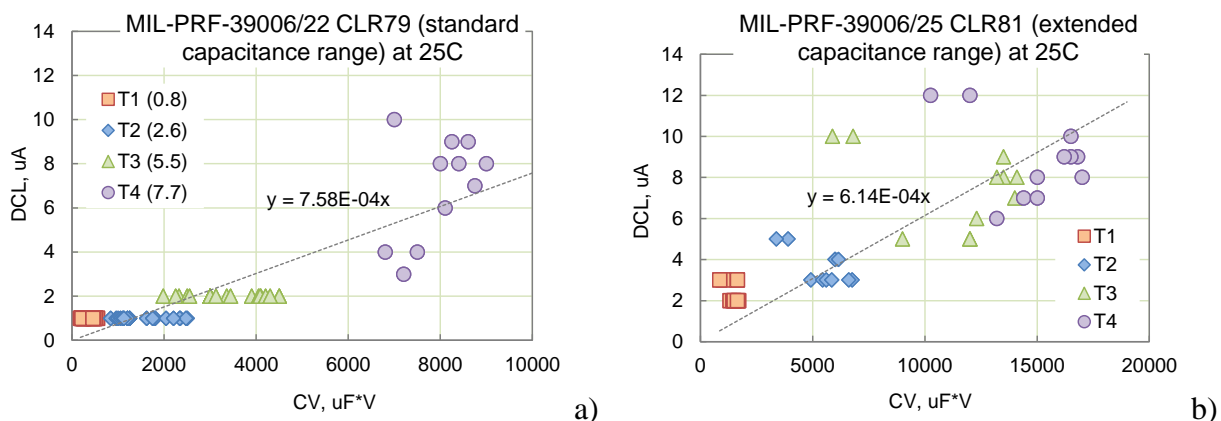 MIL-PRF-39006/22 CLR79 (standard
capacitance range) at 25C
14
12
10
8
6
4
2
0
DCL, uA
T1 (0.8)
T2 (2.6)
T3 (5.5)
T4 (7.7)
y = 7.58E-04x
0 2000 4000 6000 8000 10000
CV, uF*V
a)
MIL-PRF-39006/25 CLR81 (extended
capacitance range) at 25C
14
12
10
8
6
4
2
0
DCL, uA
y = 6.14E-04x
T1
T2
T3
T4
0 5000 10000 15000 20000
CV, uF*V
b)